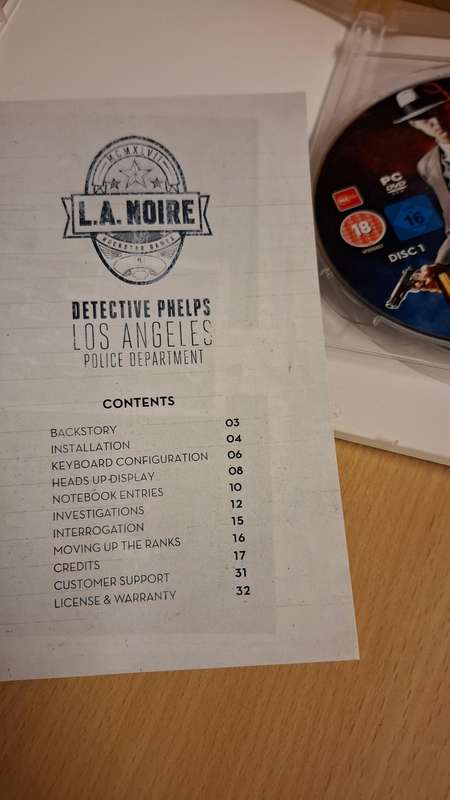 MCMXLVII
L.A. NOIRE
ROCKSTAR GAMES
DETECTIVE PHELPS
LOS ANGELES
POLICE DEPARTMENT
CONTENTS
BACKSTORY 03
INSTALLATION 04
KEYBOARD CONFIGURATION 06
HEADS UP DISPLAY 08
NOTEBOOK ENTRIES 10
INVESTIGATIONS 12
INTERROGATION 15
MOVING UP THE RANKS 16
CREDITS 17
CUSTOMER SUPPORT 31
LICENSE & WARRANTY 32
PC
DVD
18
16
DISC 1